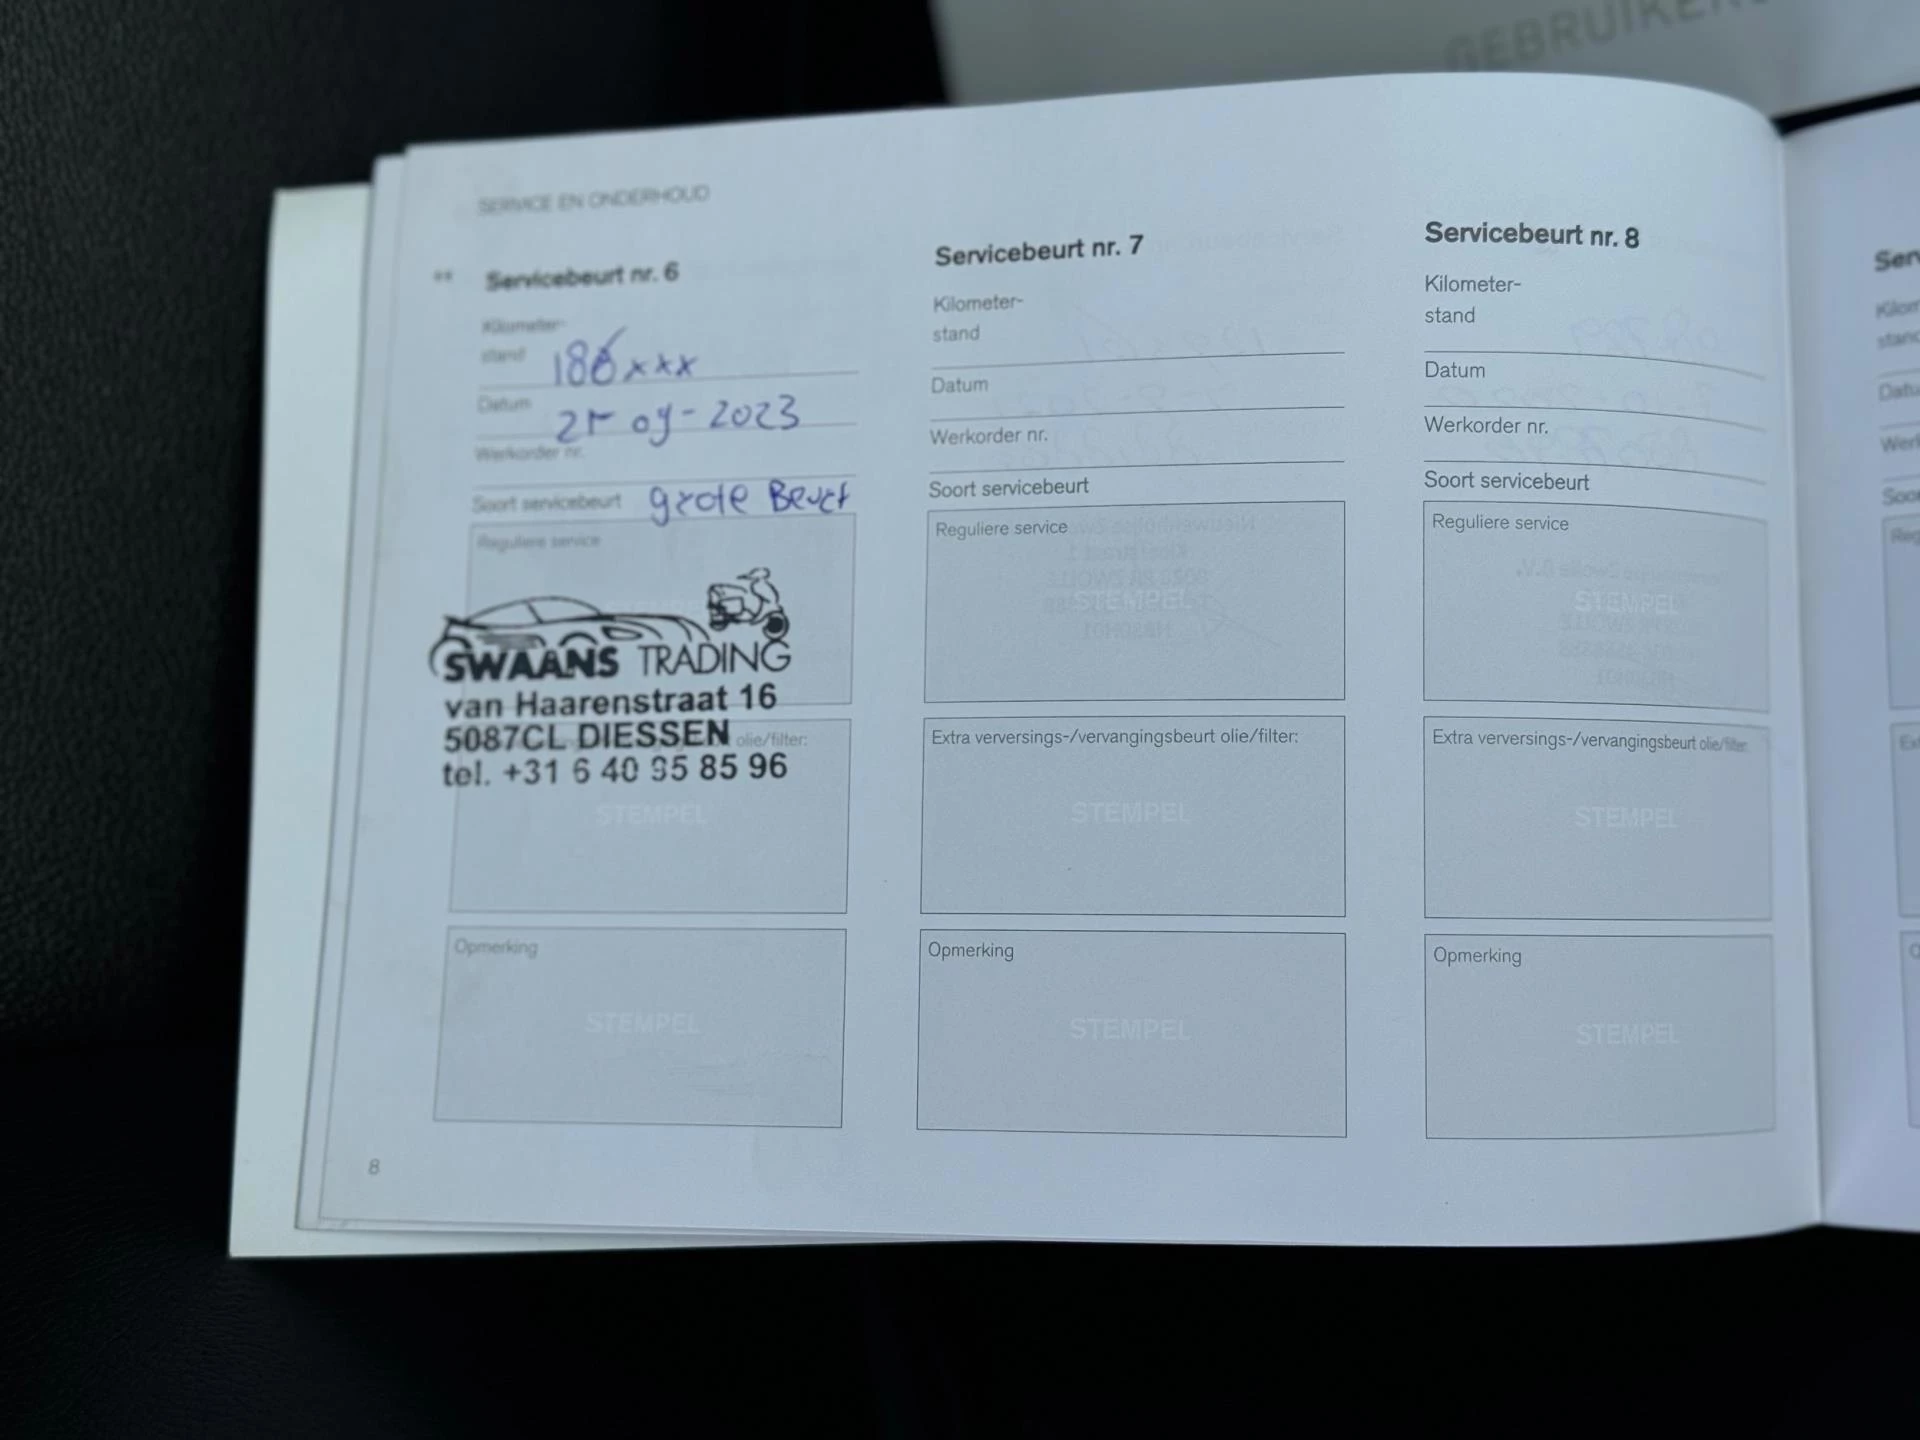 GEBRUIKERS
SERVICE EN ONDERHOUD
** Servicebeurt nr. 6
Kilometer-
stand 186xxx
Datum 25 09-2023
Werkorder nr.
Soort servicebeurt grote Beurt
Reguliere service
SWAANS TRADING
van Haarenstraat 16
5087CL DIESSEN
olie/filter:
tel. +31 6 40 95 85 96
STEMPEL
Opmerking
STEMPEL
8
Servicebeurt nr. 7
Kilometer-
stand
Datum
Werkorder nr.
Soort servicebeurt
Reguliere service
STEMPEL
Extra verversings-/vervangingsbeurt olie/filter:
STEMPEL
Opmerking
STEMPEL
Servicebeurt nr. 8
Kilometer-
stand
Datum
Werkorder nr.
Soort servicebeurt
Reguliere service
STEMPEL
Extra verversings-/vervangingsbeurt olie/filter:
STEMPEL
Opmerking
STEMPEL